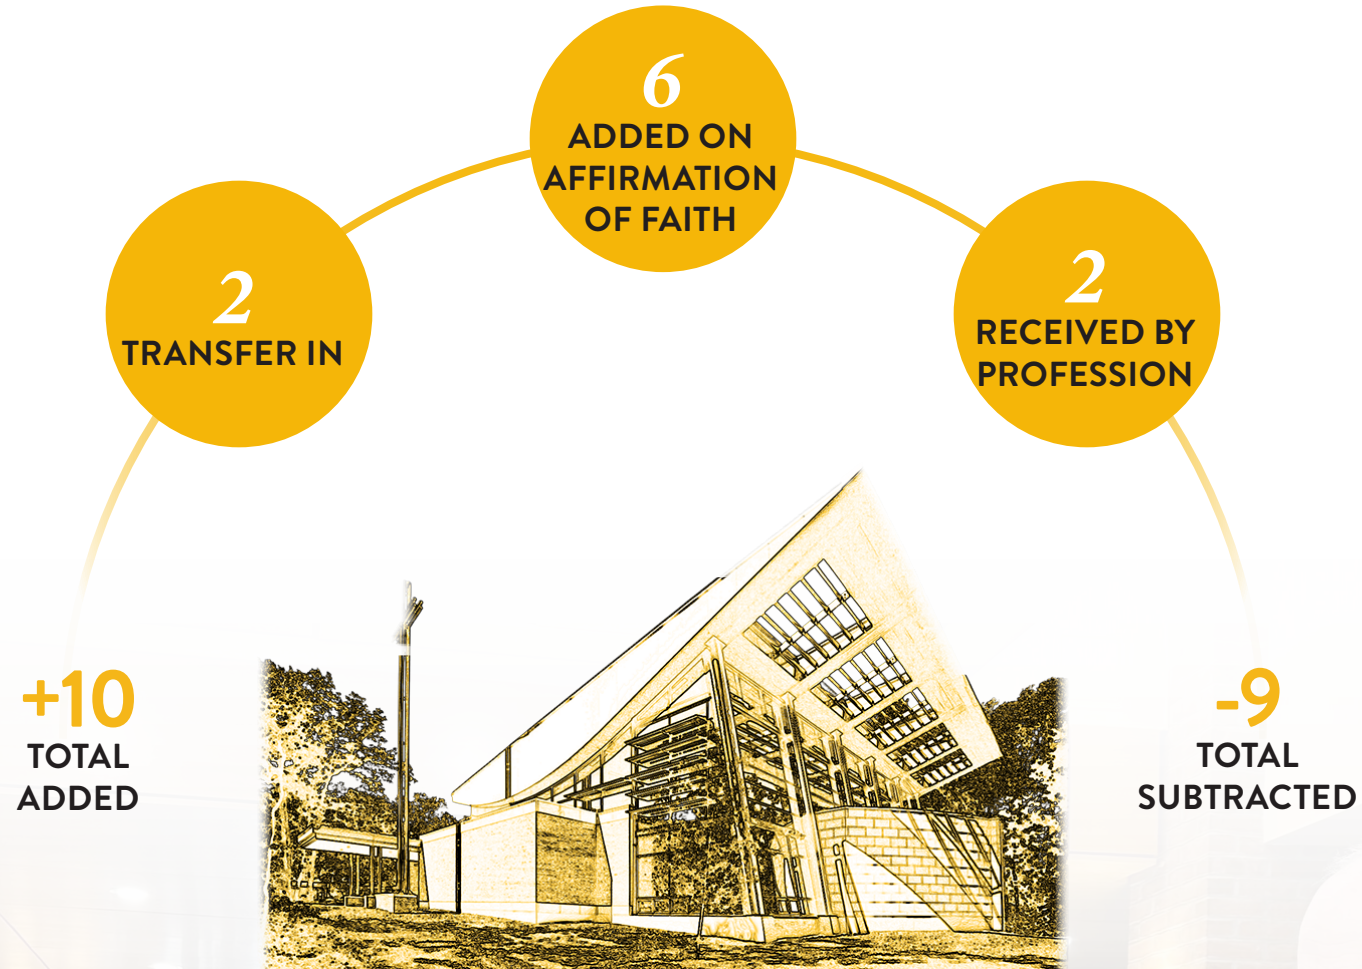 6
ADDED ON
AFFIRMATION
OF FAITH
2
TRANSFER IN
2
RECEIVED BY
PROFESSION
+10
TOTAL
ADDED
-9
TOTAL
SUBTRACTED